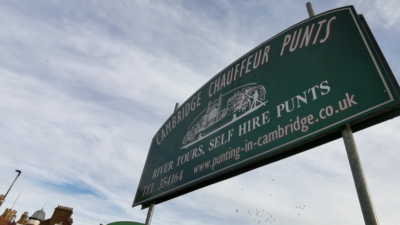 CAMBRIDGE CHAUFFEUR PUNTS
RIVER TOURS, SELF HIRE PUNTS
TEL 354164 www.punting-in-cambridge.co.uk